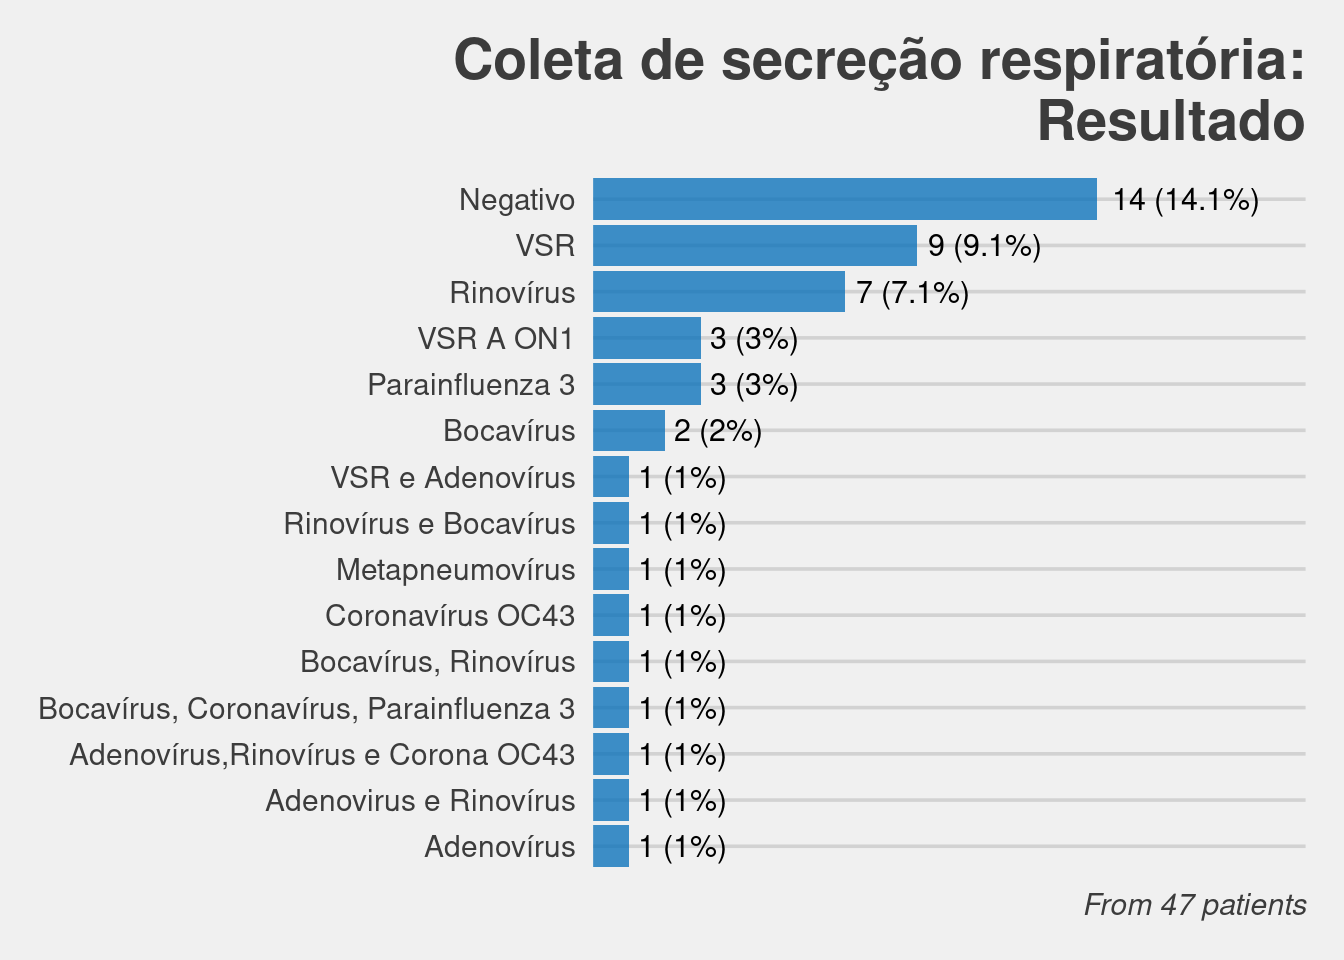 Coleta de secreção respiratória:
Resultado
Negativo 14 (14.1%)
VSR 9 (9.1%)
Rinovírus 7 (7.1%)
VSR A ON1 3 (3%)
Parainfluenza 3 3 (3%)
Bocavírus 2 (2%)
VSR e Adenovírus 1 (1%)
Rinovírus e Bocavírus 1 (1%)
Metapneumovírus 1 (1%)
Coronavírus OC43 1 (1%)
Bocavírus, Rinovírus 1 (1%)
Bocavírus, Coronavírus, Parainfluenza 3 1 (1%)
Adenovírus,Rinovírus e Corona OC43 1 (1%)
Adenovirus e Rinovírus 1 (1%)
Adenovírus 1 (1%)
From 47 patients